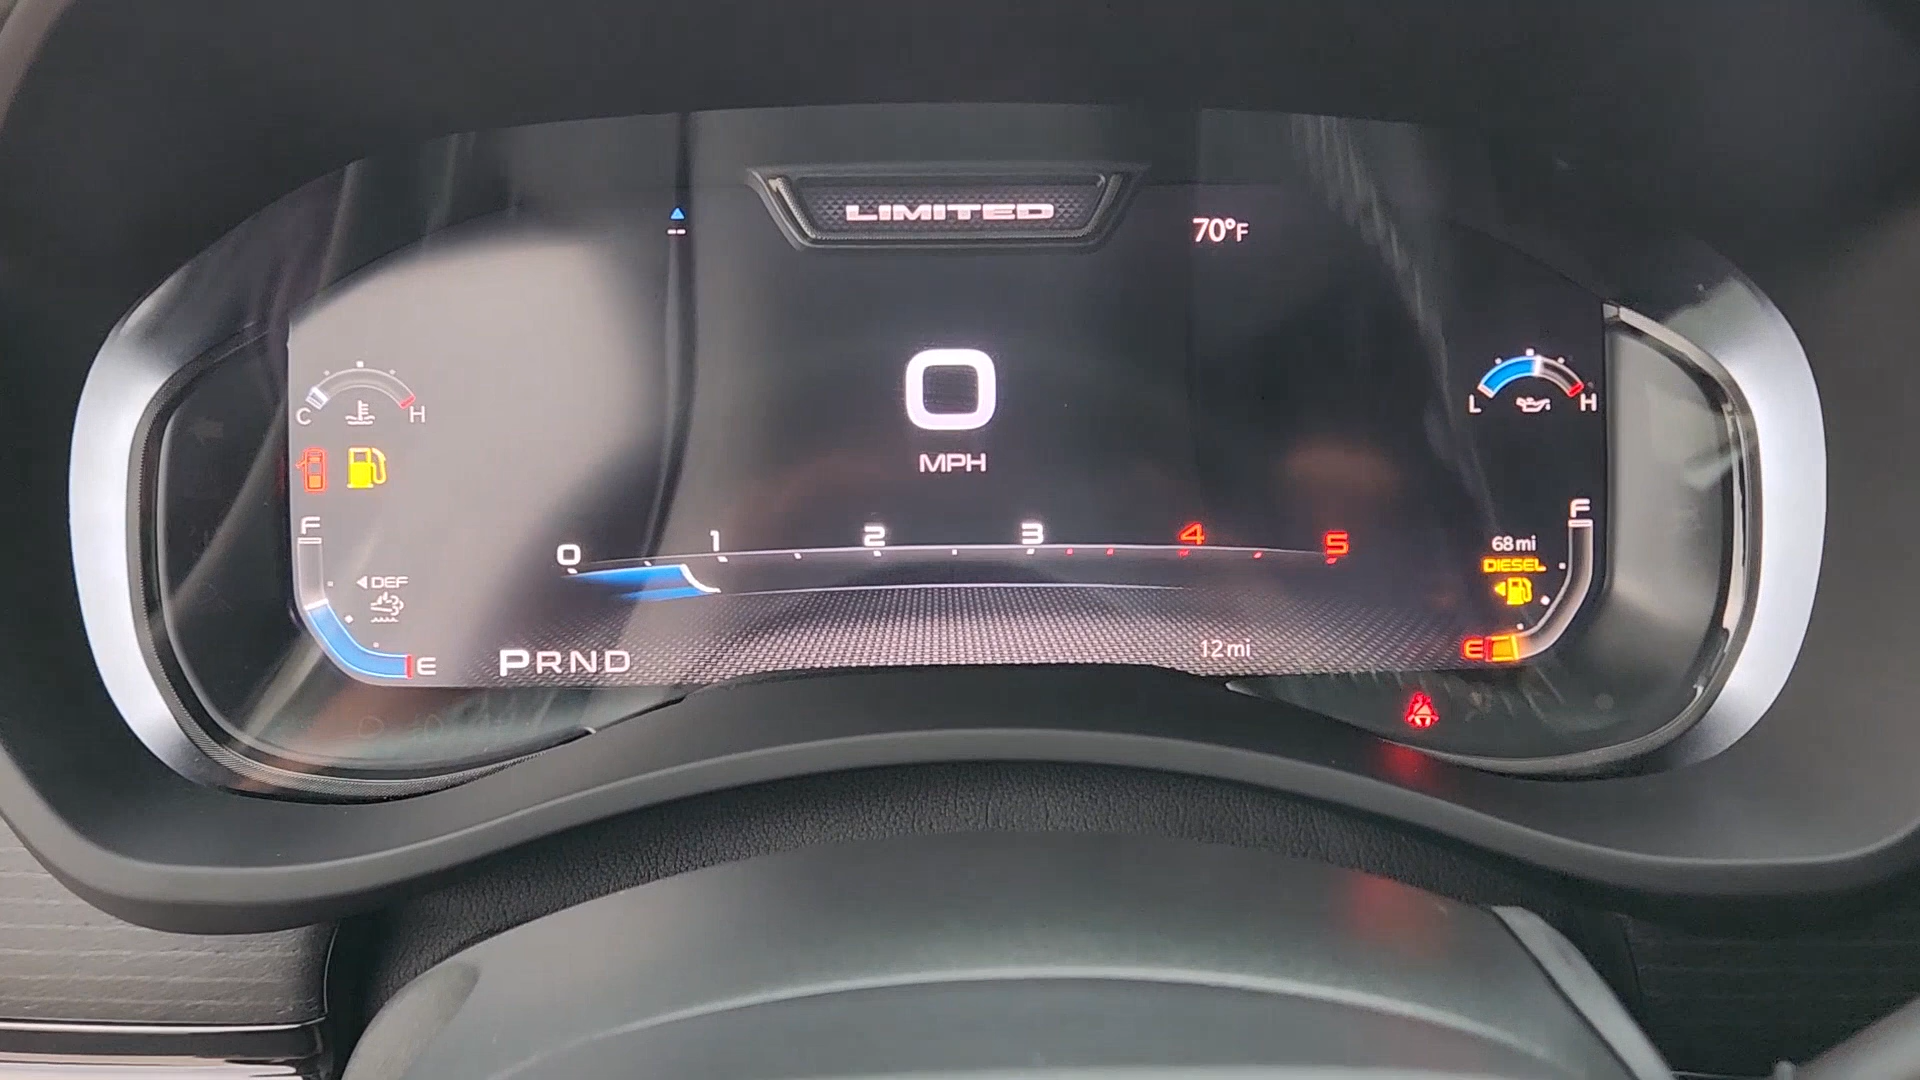 LIMITED
--
70°F
0
MPH
C H
L H
F
F
0 1 2 3 4 5
68 mi
DIESEL
DEF
E
PRND
12 mi
E